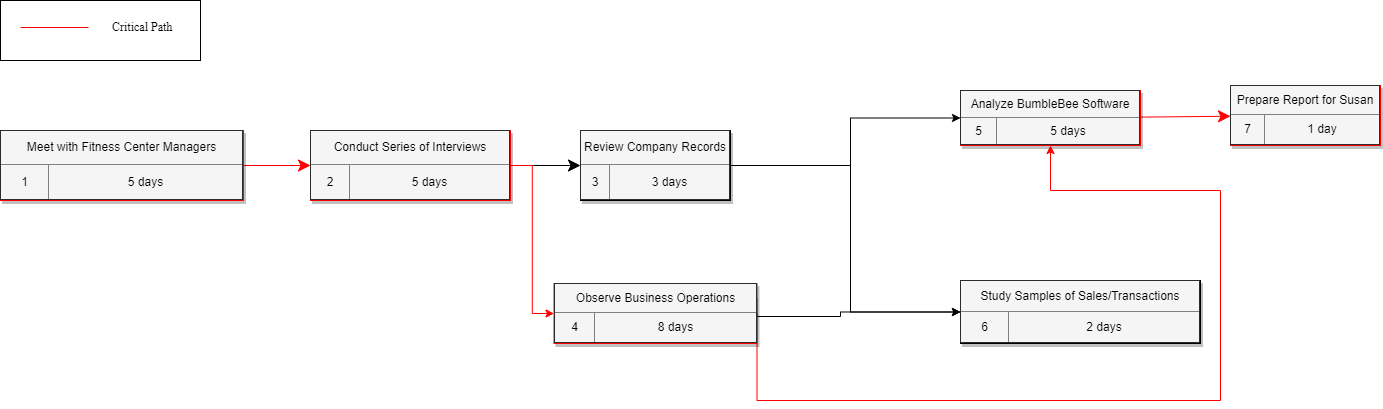 Critical Path
Meet with Fitness Center Managers
1 5 days
Conduct Series of Interviews
2 5 days
Review Company Records
3 3 days
Observe Business Operations
4 8 days
Analyze BumbleBee Software
5 5 days
Study Samples of Sales/Transactions
6 2 days
Prepare Report for Susan
7 1 day